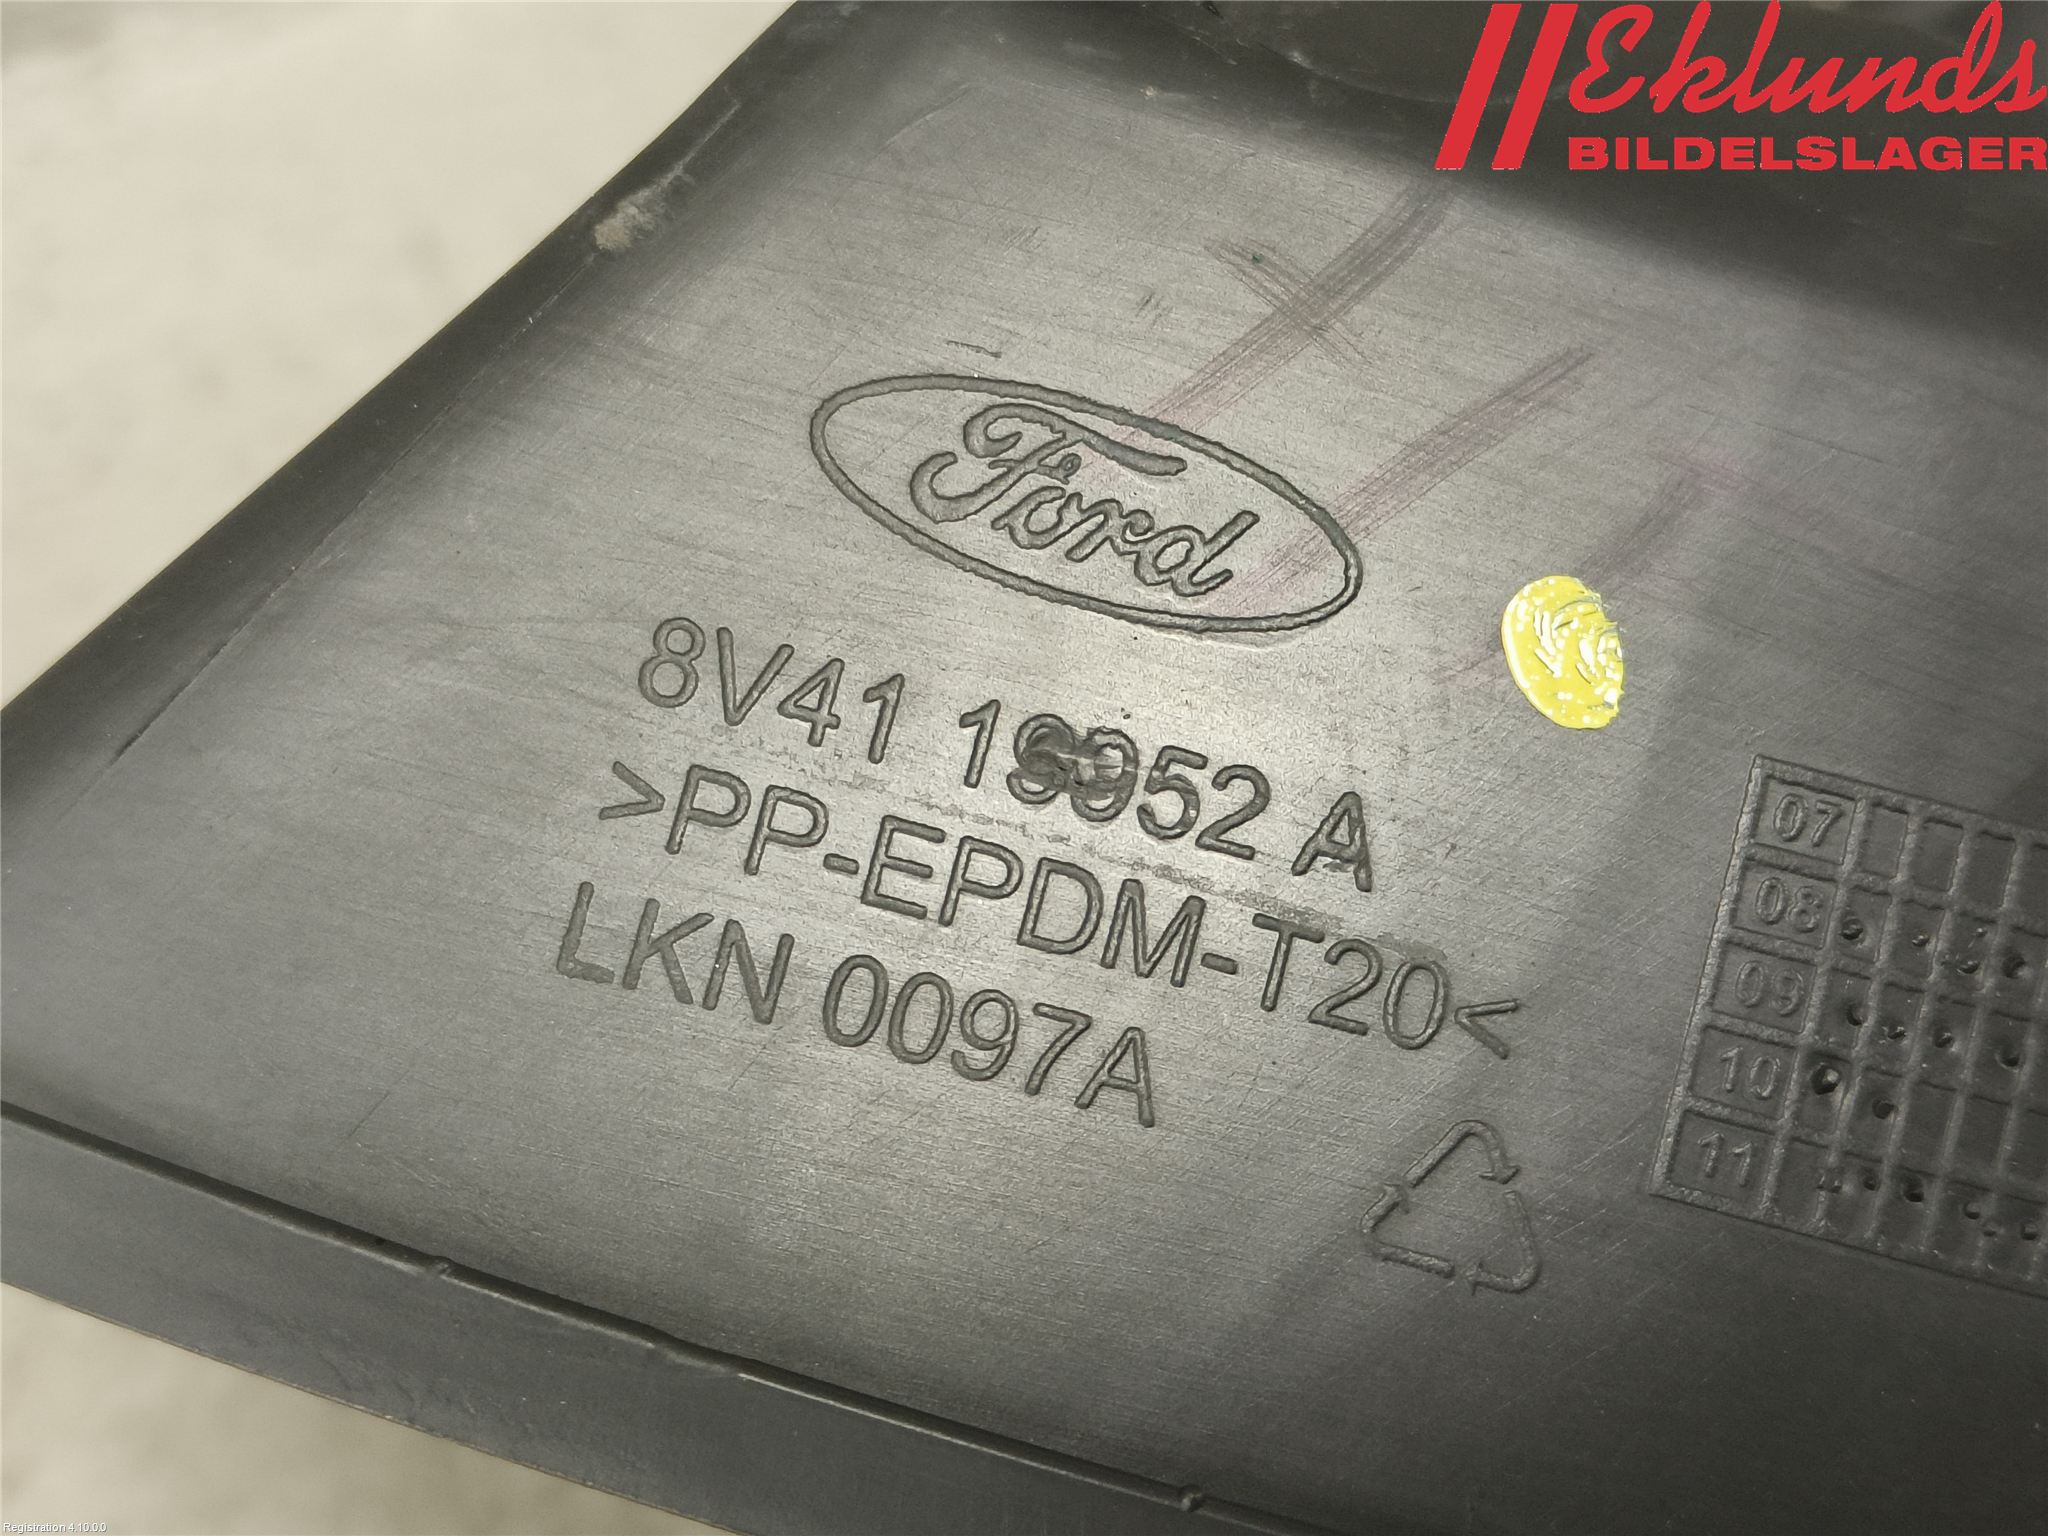 Eklunds
BILDELSLAGER
Ford
8V41 19952 A
>PP-EPDM-T20<
LKN 0097A
07
08
09
10
11
Registration 4.10.0.0